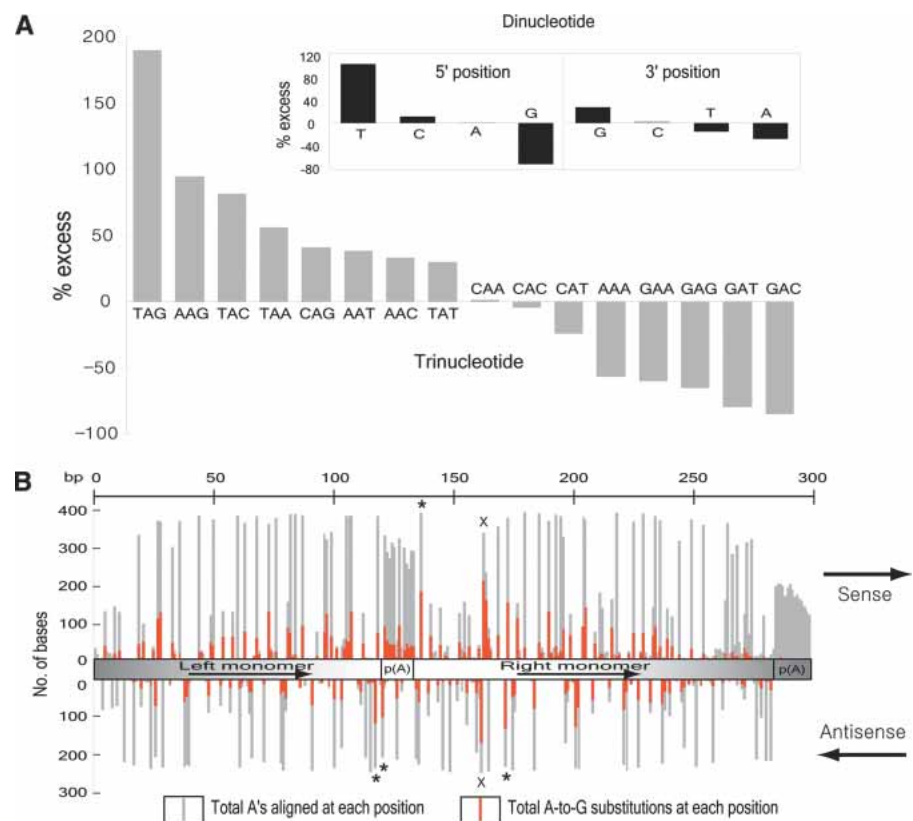 A
Dinucleotide
% excess
200
150
100
50
0
−50
−100
% excess
120
80
40
0
-40
-80
5' position
3' position
T C A G
G C T A
TAG AAG TAC TAA CAG AAT AAC TAT
CAA CAC CAT AAA GAA GAG GAT GAC
Trinucleotide
B
bp 0 50 100 150 200 250 300
* x
No. of bases
400
300
200
100
0
Sense
Left monomer p(A) Right monomer p(A)
0
100
200
300
Antisense
* * x *
Total A's aligned at each position Total A-to-G substitutions at each position